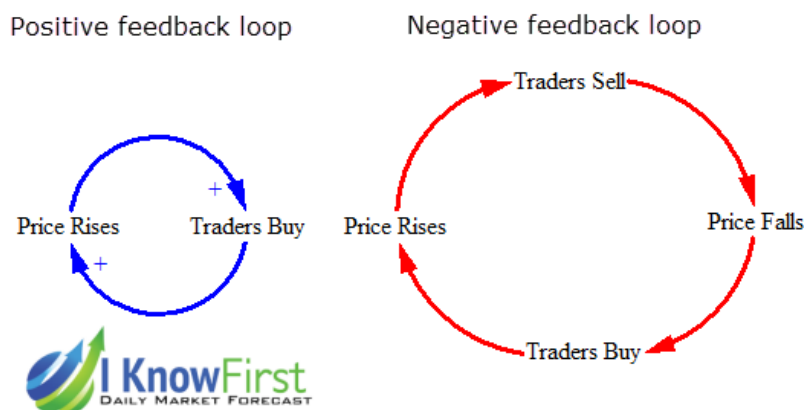 Positive feedback loop
Negative feedback loop
Traders Sell
+
Price Rises
Traders Buy
Price Rises
Price Falls
+
Traders Buy
I KnowFirst
DAILY MARKET FORECAST